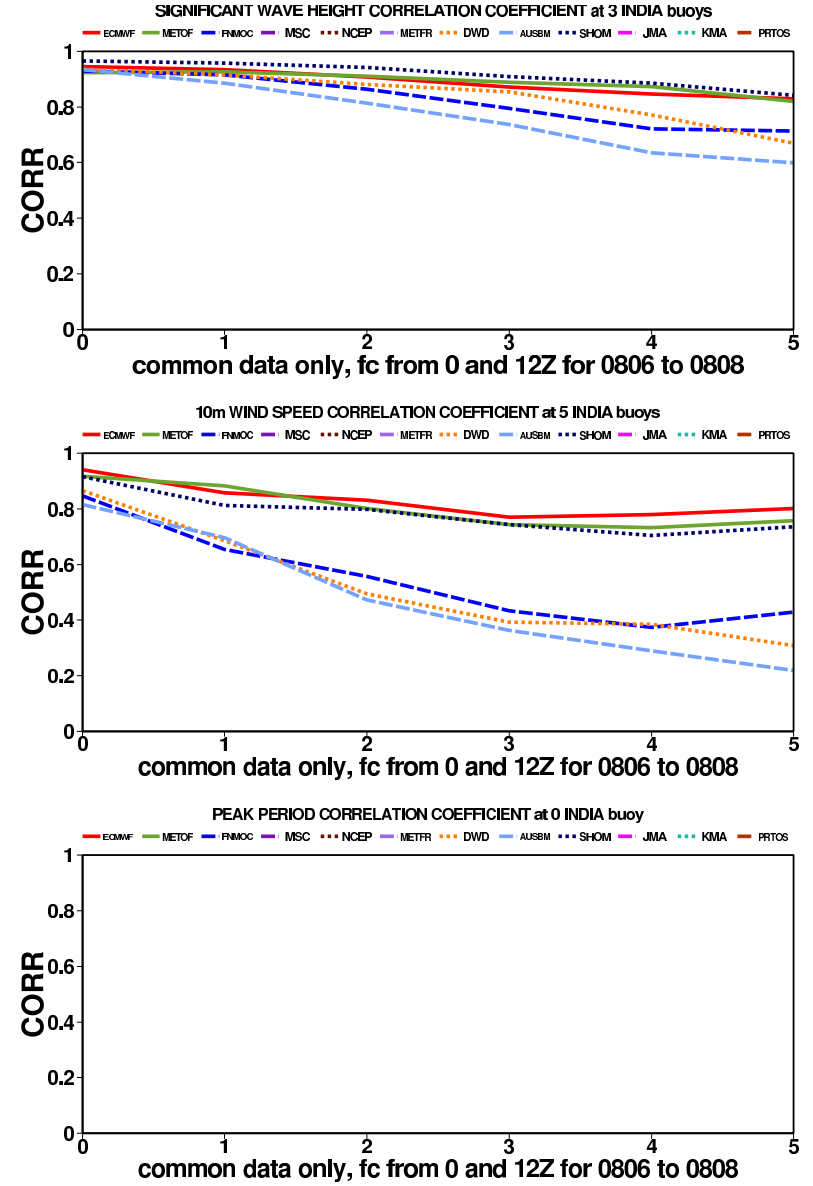 SIGNIFICANT WAVE HEIGHT CORRELATION COEFFICIENT at 3 INDIA buoys
ECMWF METOF FNMOC MSC NCEP METFR DWD AUSBM SHOM JMA KMA PRTOS
1
0.8
0.6
0.4
0.2
0
CORR
0 1 2 3 4 5
common data only, fc from 0 and 12Z for 0806 to 0808
10m WIND SPEED CORRELATION COEFFICIENT at 5 INDIA buoys
ECMWF METOF FNMOC MSC NCEP METFR DWD AUSBM SHOM JMA KMA PRTOS
1
0.8
0.6
0.4
0.2
0
CORR
0 1 2 3 4 5
common data only, fc from 0 and 12Z for 0806 to 0808
PEAK PERIOD CORRELATION COEFFICIENT at 0 INDIA buoy
ECMWF METOF FNMOC MSC NCEP METFR DWD AUSBM SHOM JMA KMA PRTOS
1
0.8
0.6
0.4
0.2
0
CORR
0 1 2 3 4 5
common data only, fc from 0 and 12Z for 0806 to 0808